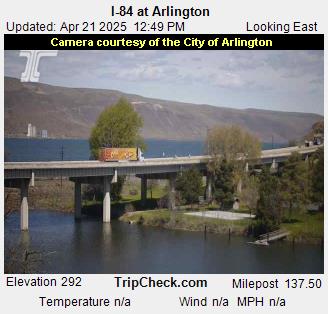 I-84 at Arlington
Updated: Apr 21 2025 12:49 PM Looking East
Camera courtesy of the City of Arlington
Elevation 292 TripCheck.com Milepost 137.50
Temperature n/a Wind n/a MPH n/a